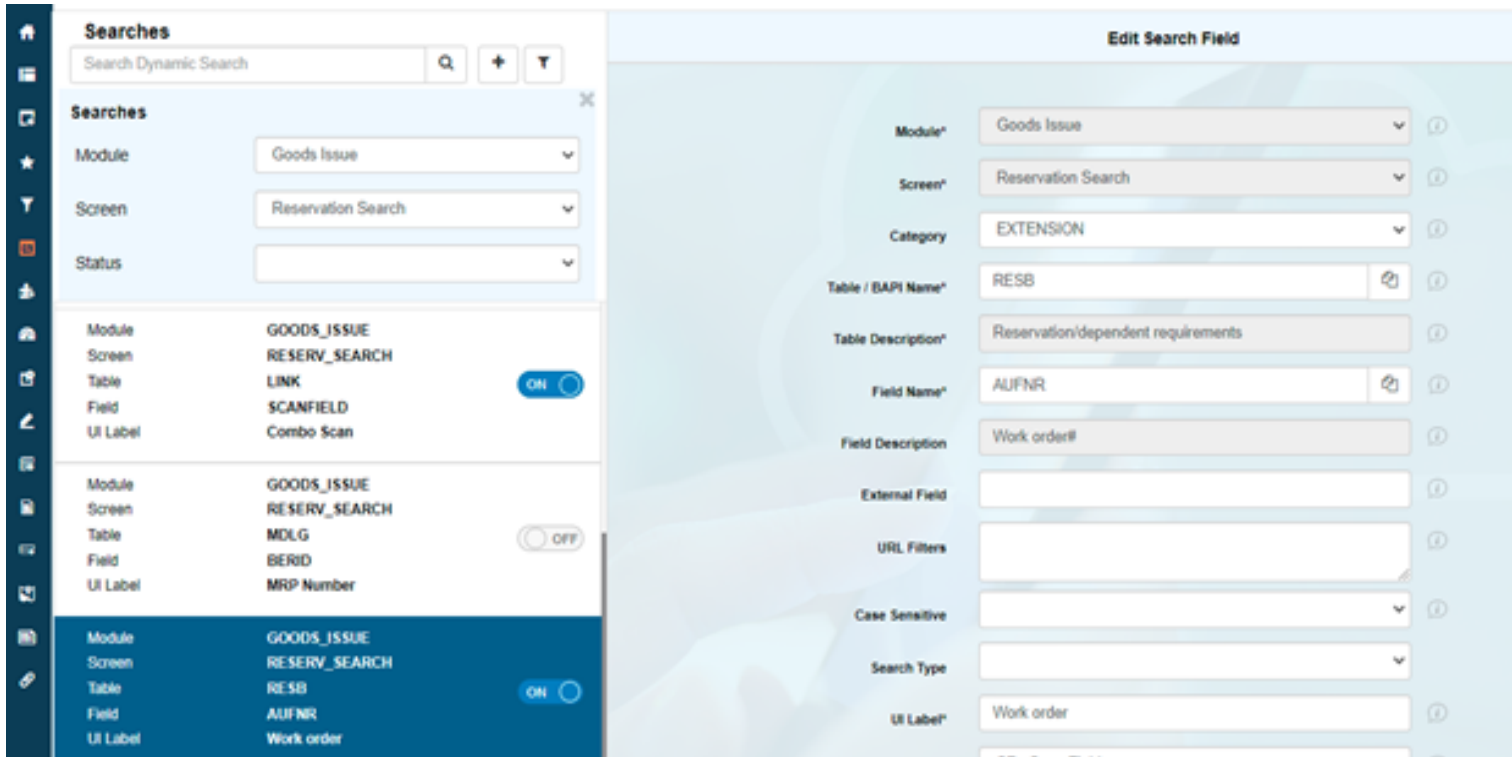 Searches
Search Dynamic Search
Searches
Module Goods Issue
Screen Reservation Search
Status
Module GOODS_ISSUE
Screen RESERV_SEARCH
Table LINK ON
Field SCANFIELD
UI Label Combo Scan
Module GOODS_ISSUE
Screen RESERV_SEARCH
Table MDLG OFF
Field BERID
UI Label MRP Number
Module GOODS_ISSUE
Screen RESERV_SEARCH
Table RESB ON
Field AUFNR
UI Label Work order
Edit Search Field
Module* Goods Issue
Screen* Reservation Search
Category EXTENSION
Table / BAPI Name* RESB
Table Description* Reservation/dependent requirements
Field Name* AUFNR
Field Description Work order#
External Field
URL Filters
Case Sensitive
Search Type
UI Label* Work order